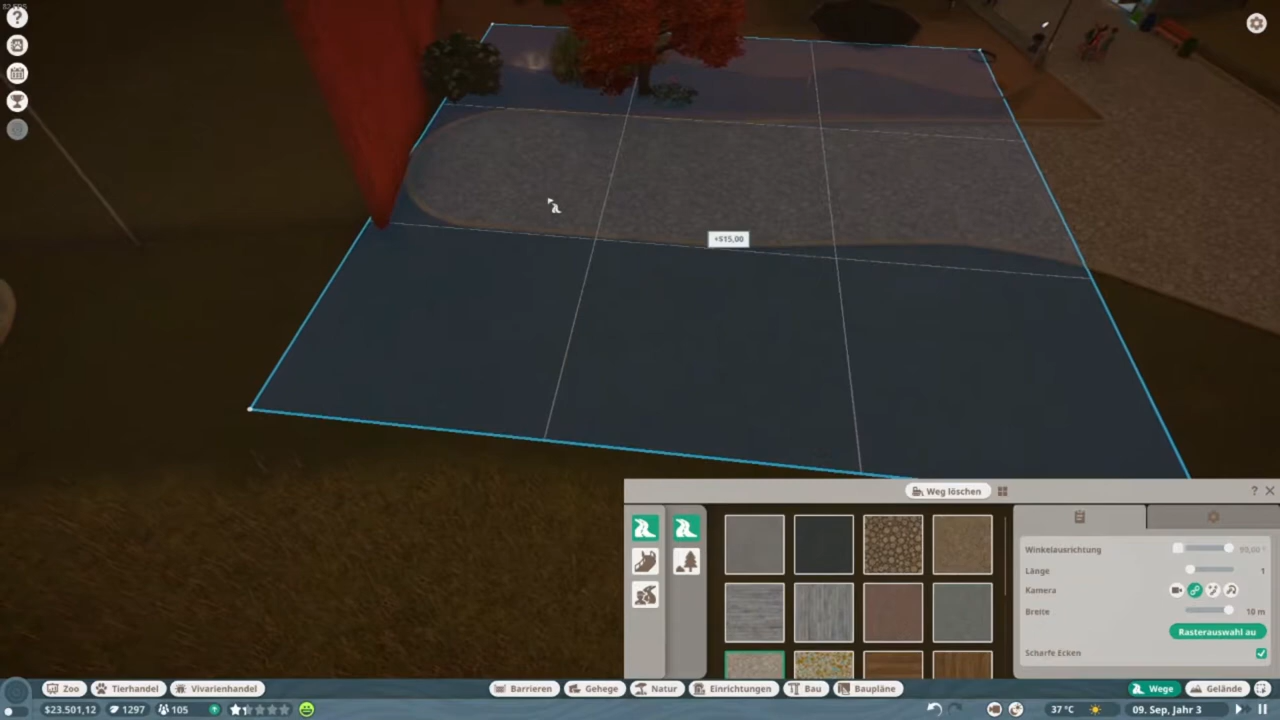 +$15,00
Weg löschen
?
Winkelausrichtung
Länge 1
Kamera
Breite 10 m
Rasterauswahl au
Scharfe Ecken
Zoo
Tierhandel
Vivarienhandel
Barrieren
Gehege
Natur
Einrichtungen
Bau
Baupläne
Wege
Gelände
$23.501,12
1297
105
37 °C
09. Sep, Jahr 3